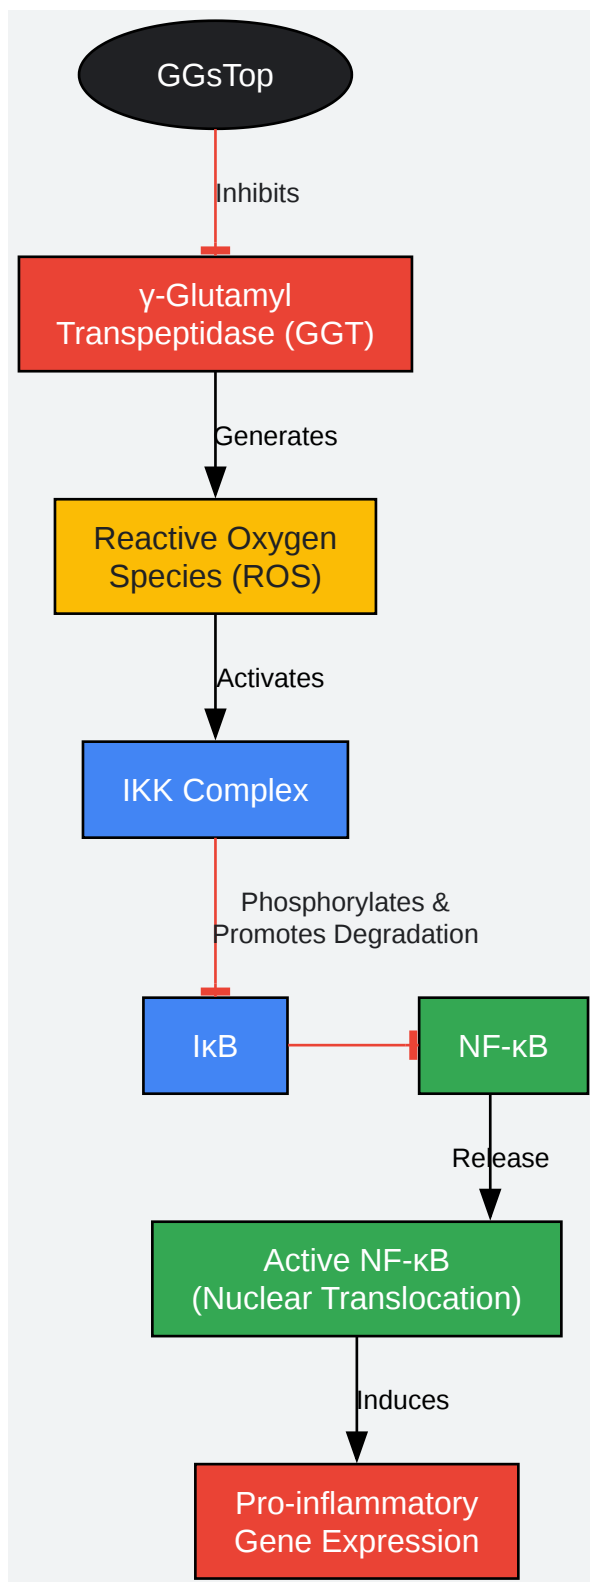 GGsTop
Inhibits
γ-Glutamyl
Transpeptidase (GGT)
Generates
Reactive Oxygen
Species (ROS)
Activates
IKK Complex
Phosphorylates &
Promotes Degradation
IκB
NF-κB
Release
Active NF-κB
(Nuclear Translocation)
Induces
Pro-inflammatory
Gene Expression